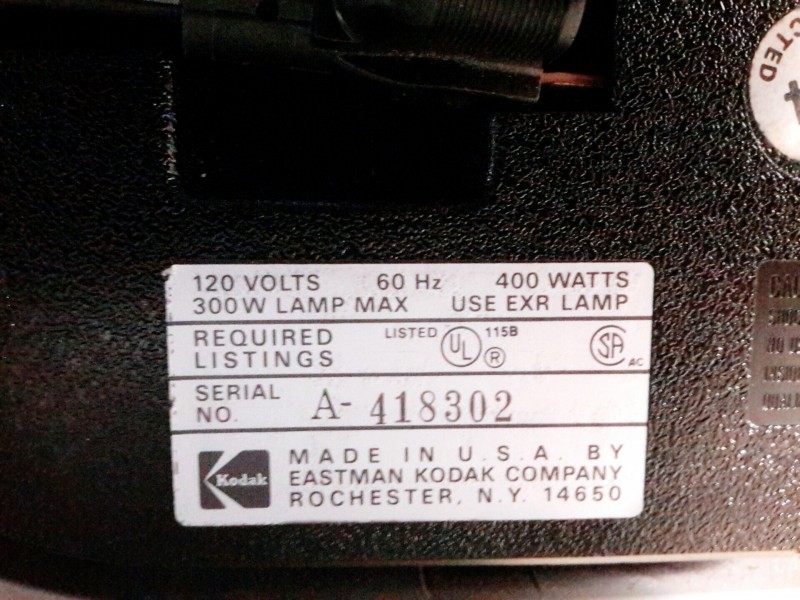 CTED
120 VOLTS 60 Hz 400 WATTS
300W LAMP MAX USE EXR LAMP
REQUIRED LISTINGS
LISTED UL 115B ®
SA AC
SERIAL NO. A- 418302
Kodak
MADE IN U.S.A. BY
EASTMAN KODAK COMPANY
ROCHESTER, N.Y. 14650